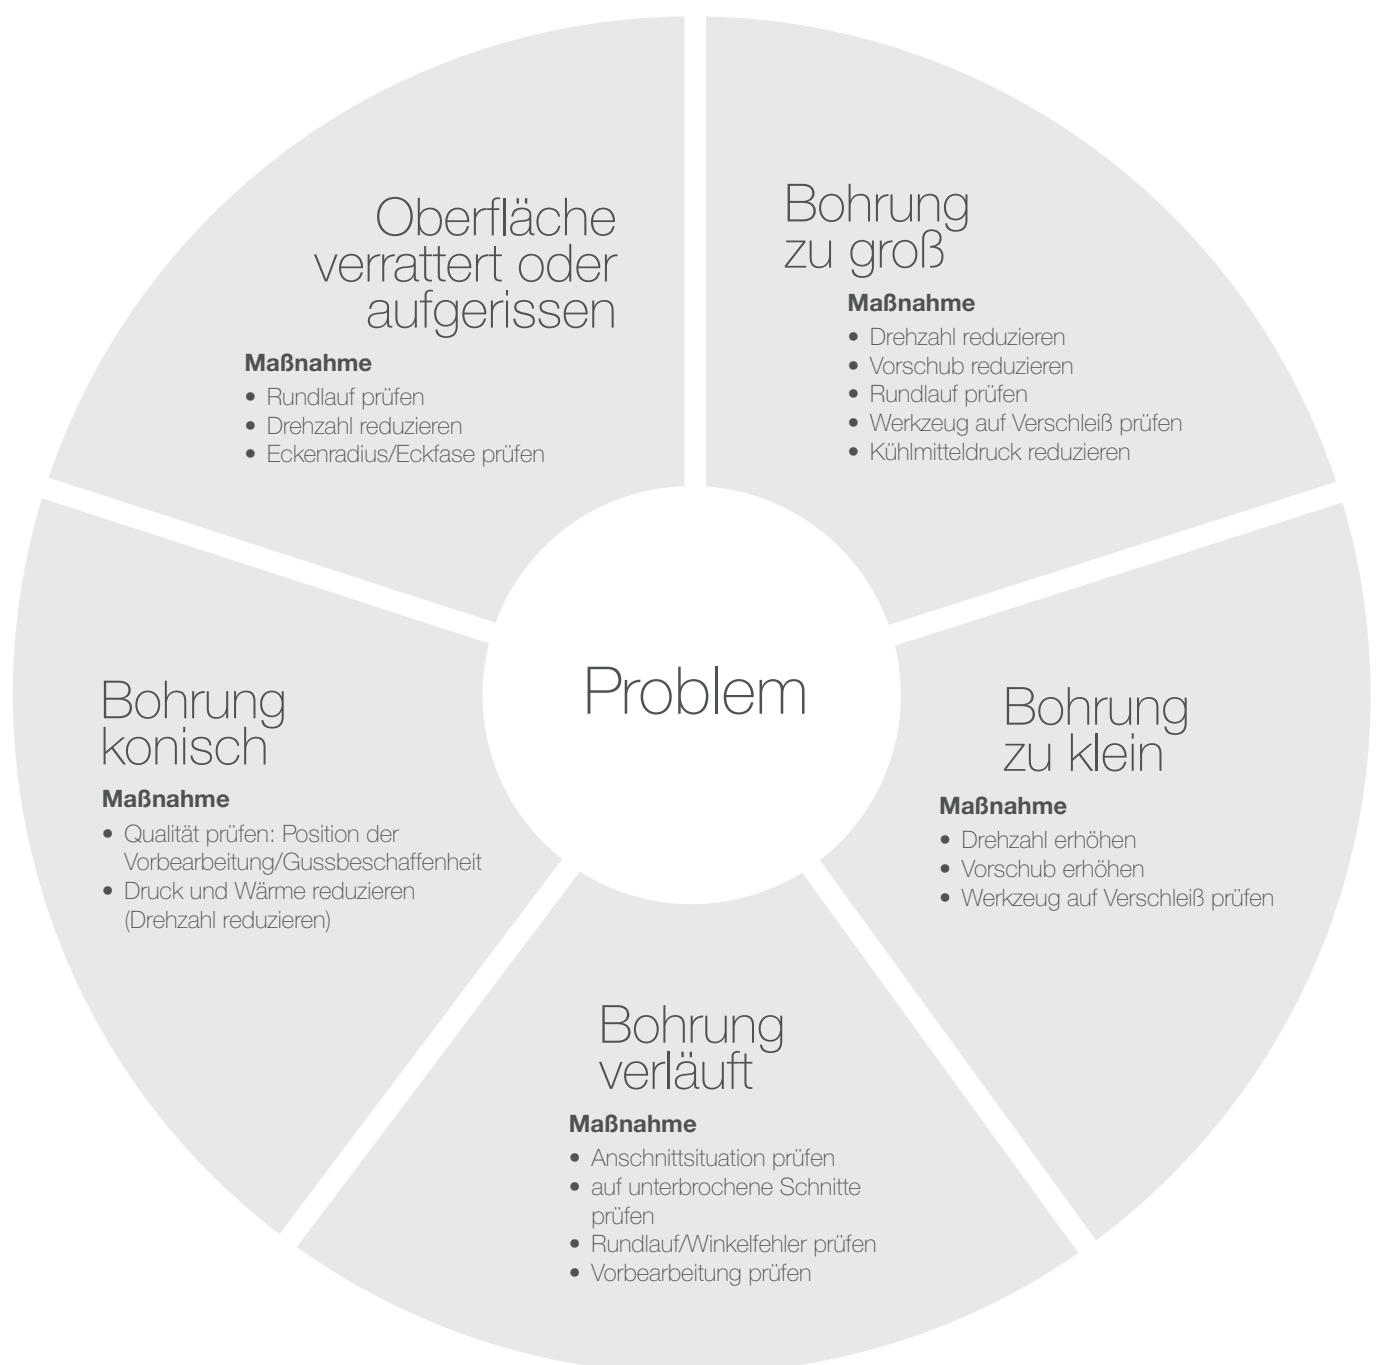 Oberfläche
verrattert oder
aufgerissen
Maßnahme
• Rundlauf prüfen
• Drehzahl reduzieren
• Eckenradius/Eckfase prüfen
Bohrung
zu groß
Maßnahme
• Drehzahl reduzieren
• Vorschub reduzieren
• Rundlauf prüfen
• Werkzeug auf Verschleiß prüfen
• Kühlmitteldruck reduzieren
Problem
Bohrung
konisch
Maßnahme
• Qualität prüfen: Position der
Vorbearbeitung/Gussbeschaffenheit
• Druck und Wärme reduzieren
(Drehzahl reduzieren)
Bohrung
zu klein
Maßnahme
• Drehzahl erhöhen
• Vorschub erhöhen
• Werkzeug auf Verschleiß prüfen
Bohrung
verläuft
Maßnahme
• Anschnittsituation prüfen
• auf unterbrochene Schnitte
prüfen
• Rundlauf/Winkelfehler prüfen
• Vorbearbeitung prüfen